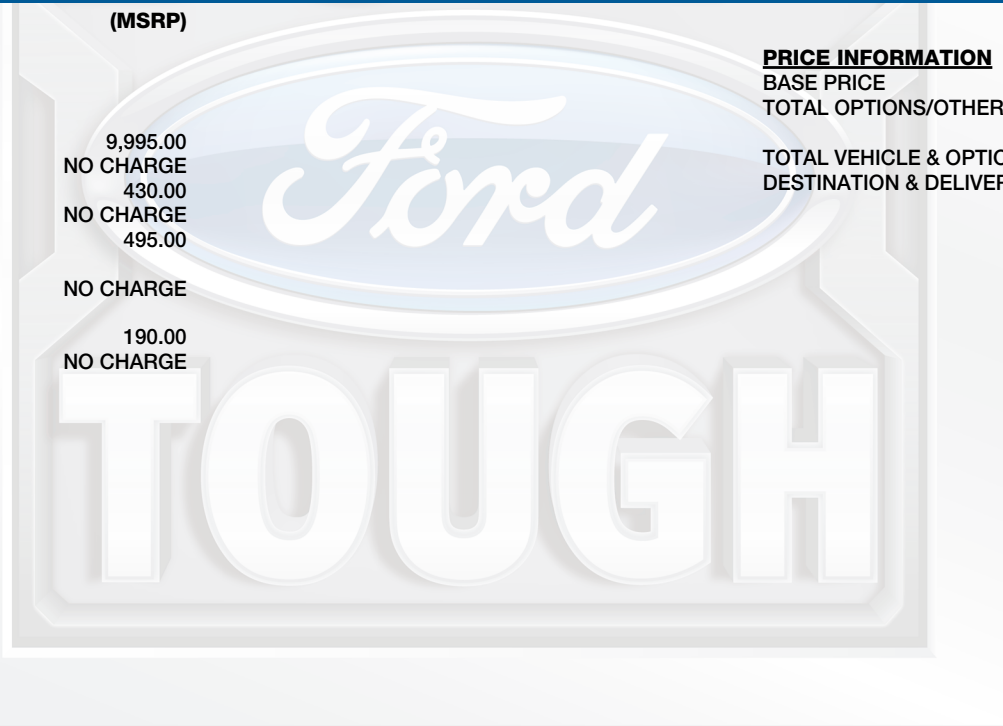 (MSRP)
9,995.00
NO CHARGE
430.00
NO CHARGE
495.00
NO CHARGE
190.00
NO CHARGE
PRICE INFORMATION
BASE PRICE
TOTAL OPTIONS/OTHER
TOTAL VEHICLE & OPTIO
DESTINATION & DELIVER
Ford
TOUGH